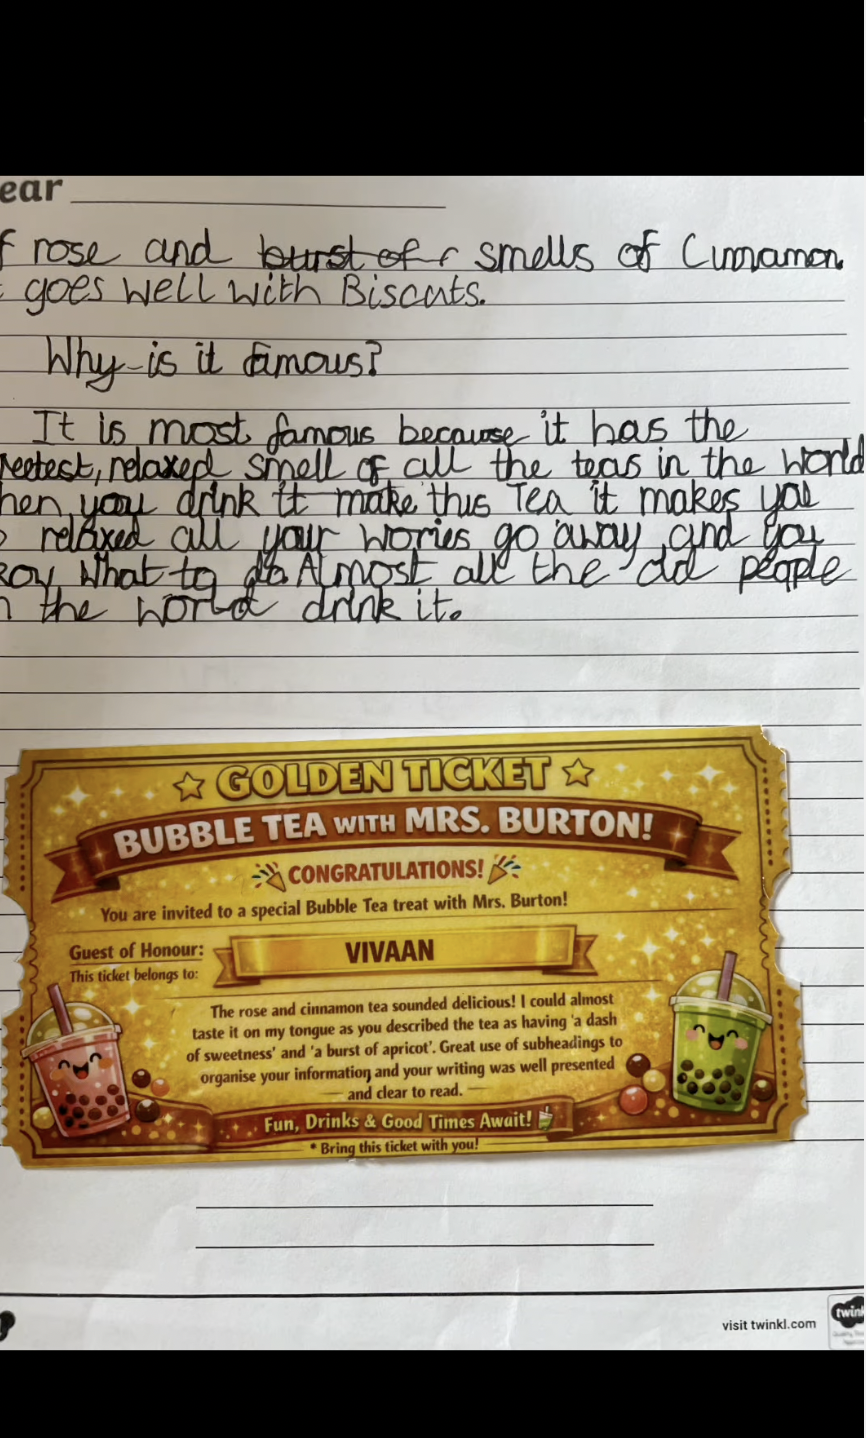 ear
f rose and burst of r smells of Cinnamon.
goes well with Biscuts.
Why is it famous?
It is most famous because it has the
eetest, relaxed smell of all the teas in the world
hen you drink it make this Tea it makes you
relaxed all your worries go away and you
What to do Almost all the old people
the world drink it.
GOLDEN TICKET
BUBBLE TEA WITH MRS. BURTON!
CONGRATULATIONS!
You are invited to a special Bubble Tea treat with Mrs. Burton!
Guest of Honour:
VIVAAN
This ticket belongs to:
The rose and cinnamon tea sounded delicious! I could almost
taste it on my tongue as you described the tea as having 'a dash
of sweetness' and 'a burst of apricot'. Great use of subheadings to
organise your information and your writing was well presented
and clear to read.
Fun, Drinks & Good Times Await!
* Bring this ticket with you!
visit twinkl.com
twinkl